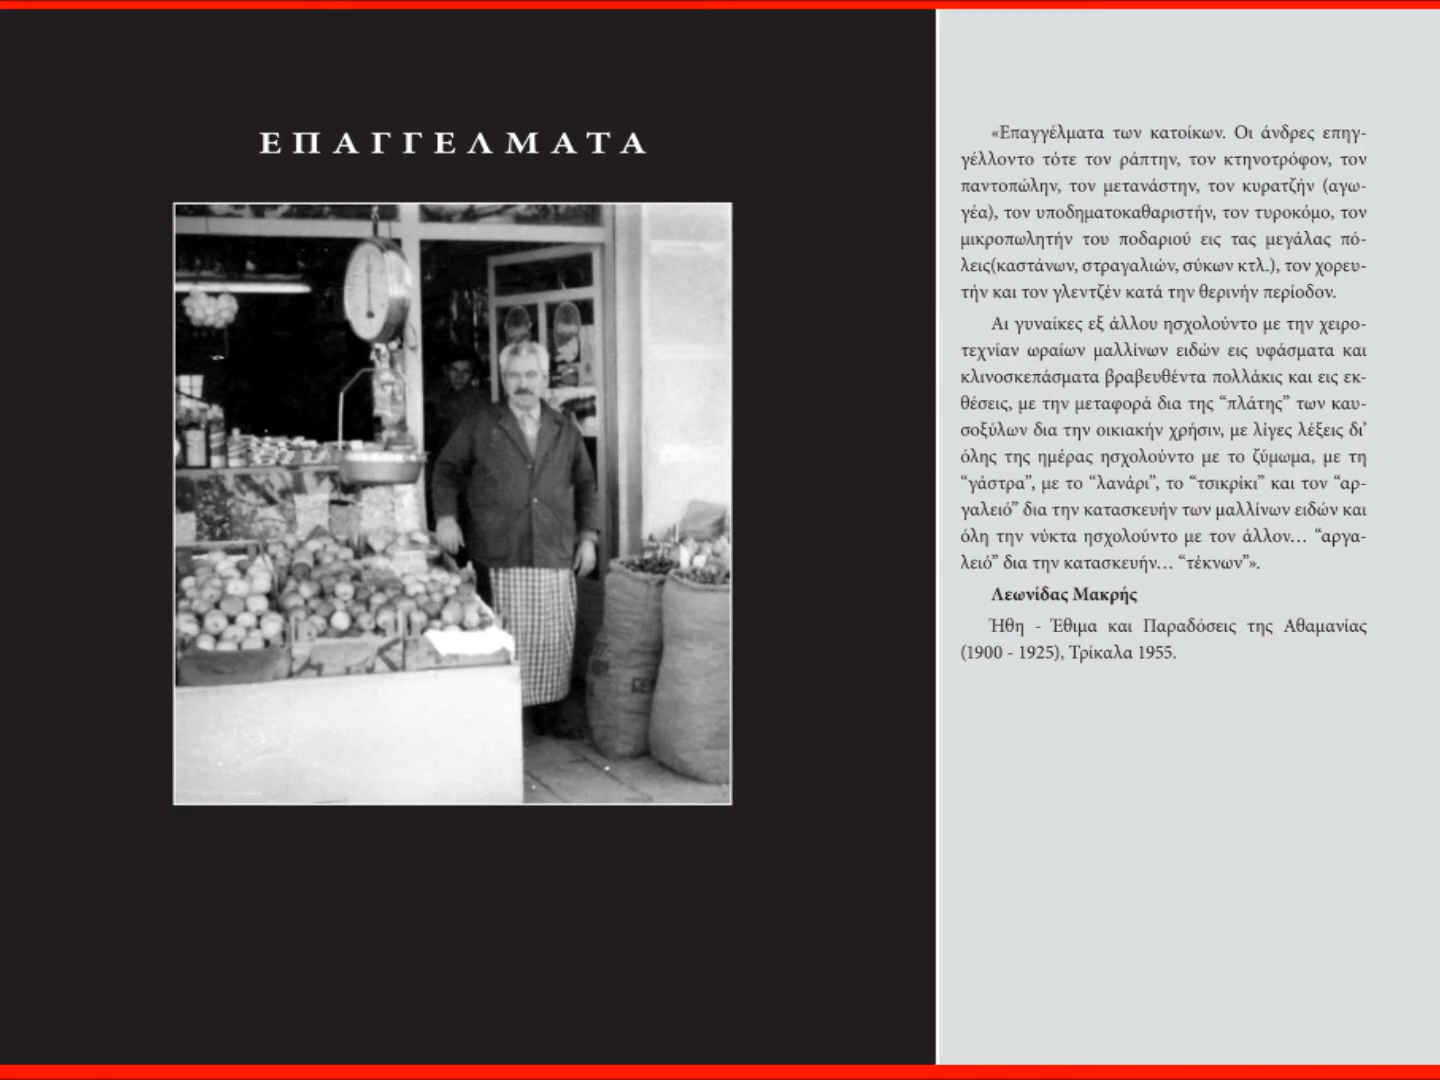 ΕΠΑΓΓΕΛΜΑΤΑ
«Επαγγέλματα των κατοίκων. Οι άνδρες επηγ-
γέλλοντο τότε τον ράπτην, τον κτηνοτρόφον, τον
παντοπώλην, τον μετανάστην, τον κυρατζήν (αγω-
γέα), τον υποδηματοκαθαριστήν, τον τυροκόμο, τον
μικροπωλητήν του ποδαριού εις τας μεγάλας πό-
λεις(καστάνων, στραγαλιών, σύκων κτλ.), τον χορευ-
τήν και τον γλεντζέν κατά την θερινήν περίοδον.
Αι γυναίκες εξ άλλου ησχολούντο με την χειρο-
τεχνίαν ωραίων μαλλίνων ειδών εις υφάσματα και
κλινοσκεπάσματα βραβευθέντα πολλάκις και εις εκ-
θέσεις, με την μεταφορά δια της “πλάτης” των καυ-
σοξύλων δια την οικιακήν χρήσιν, με λίγες λέξεις δι’
όλης της ημέρας ησχολούντο με το ζύμωμα, με τη
“γάστρα”, με το “λανάρι”, το “τσικρίκι” και τον “αρ-
γαλειό” δια την κατασκευήν των μαλλίνων ειδών και
όλη την νύκτα ησχολούντο με τον άλλον… “αργα-
λειό” δια την κατασκευήν… “τέκνων”».
Λεωνίδας Μακρής
Ήθη - Έθιμα και Παραδόσεις της Αθαμανίας
(1900 - 1925), Τρίκαλα 1955.